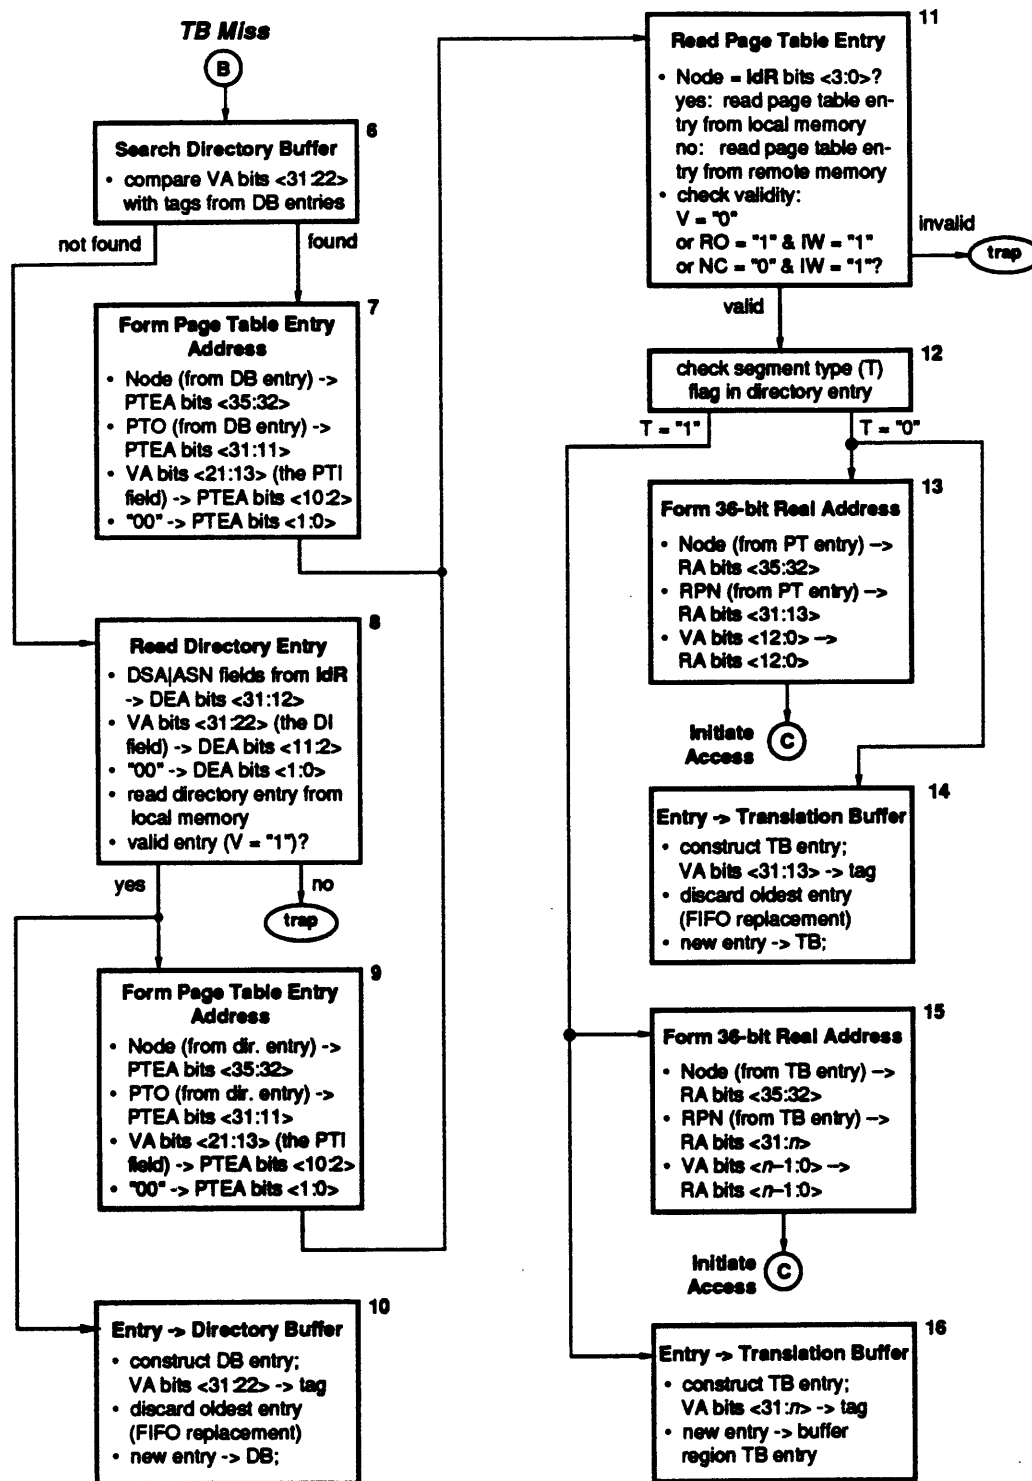 TB Miss
B
6
Search Directory Buffer
• compare VA bits <31:22>
with tags from DB entries
not found
found
7
Form Page Table Entry
Address
• Node (from DB entry) ->
PTEA bits <35:32>
• PTO (from DB entry) ->
PTEA bits <31:11>
• VA bits <21:13> (the PTI
field) -> PTEA bits <10:2>
• "00" -> PTEA bits <1:0>
8
Read Directory Entry
• DSA|ASN fields from IdR
-> DEA bits <31:12>
• VA bits <31:22> (the DI
field) -> DEA bits <11:2>
• "00" -> DEA bits <1:0>
• read directory entry from
local memory
• valid entry (V = "1")?
yes
no
trap
9
Form Page Table Entry
Address
• Node (from dir. entry) ->
PTEA bits <35:32>
• PTO (from dir. entry) ->
PTEA bits <31:11>
• VA bits <21:13> (the PTI
field) -> PTEA bits <10:2>
• "00" -> PTEA bits <1:0>
10
Entry -> Directory Buffer
• construct DB entry;
VA bits <31:22> -> tag
• discard oldest entry
(FIFO replacement)
• new entry -> DB;
11
Read Page Table Entry
• Node = IdR bits <3:0>?
yes: read page table en-
try from local memory
no: read page table en-
try from remote memory
• check validity:
V = "0"
or RO = "1" & IW = "1"
or NC = "0" & IW = "1"?
invalid
trap
valid
12
check segment type (T)
flag in directory entry
T = "1"
T = "0"
13
Form 36-bit Real Address
• Node (from PT entry) —>
RA bits <35:32>
• RPN (from PT entry) —>
RA bits <31:13>
• VA bits <12:0> —>
RA bits <12:0>
Initiate
Access
C
14
Entry -> Translation Buffer
• construct TB entry;
VA bits <31:13> -> tag
• discard oldest entry
(FIFO replacement)
• new entry -> TB;
15
Form 36-bit Real Address
• Node (from TB entry) —>
RA bits <35:32>
• RPN (from TB entry) —>
RA bits <31:n>
• VA bits <n–1:0> —>
RA bits <n–1:0>
Initiate
Access
C
16
Entry -> Translation Buffer
• construct TB entry;
VA bits <31:n> -> tag
• new entry -> buffer
region TB entry